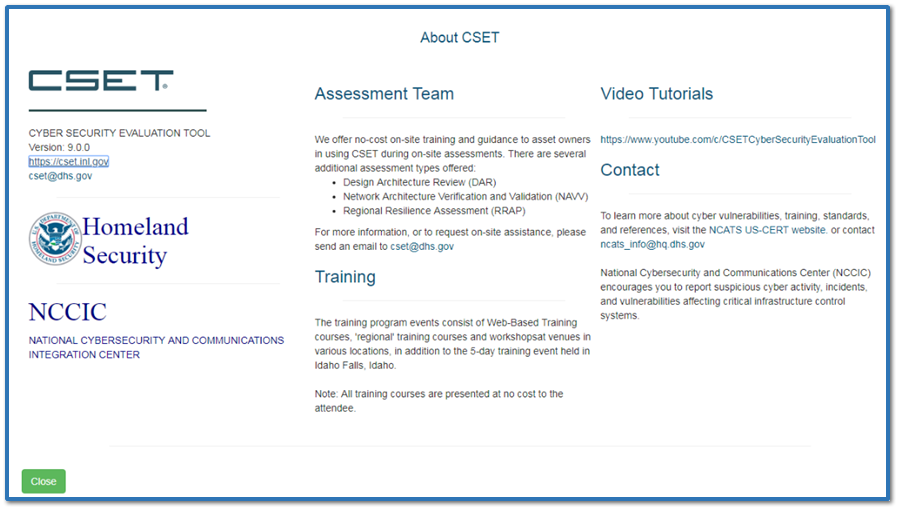 About CSET
CSET®
CYBER SECURITY EVALUATION TOOL
Version: 9.0.0
https://cset.inl.gov
cset@dhs.gov
U.S. DEPARTMENT OF HOMELAND SECURITY
Homeland
Security
NCCIC
NATIONAL CYBERSECURITY AND COMMUNICATIONS
INTEGRATION CENTER
Assessment Team
We offer no-cost on-site training and guidance to asset owners
in using CSET during on-site assessments. There are several
additional assessment types offered:
• Design Architecture Review (DAR)
• Network Architecture Verification and Validation (NAVV)
• Regional Resilience Assessment (RRAP)
For more information, or to request on-site assistance, please
send an email to cset@dhs.gov
Training
The training program events consist of Web-Based Training
courses, 'regional' training courses and workshopsat venues in
various locations, in addition to the 5-day training event held in
Idaho Falls, Idaho.
Note: All training courses are presented at no cost to the
attendee.
Video Tutorials
https://www.youtube.com/c/CSETCyberSecurityEvaluationTool
Contact
To learn more about cyber vulnerabilities, training, standards,
and references, visit the NCATS US-CERT website. or contact
ncats_info@hq.dhs.gov
National Cybersecurity and Communications Center (NCCIC)
encourages you to report suspicious cyber activity, incidents,
and vulnerabilities affecting critical infrastructure control
systems.
Close